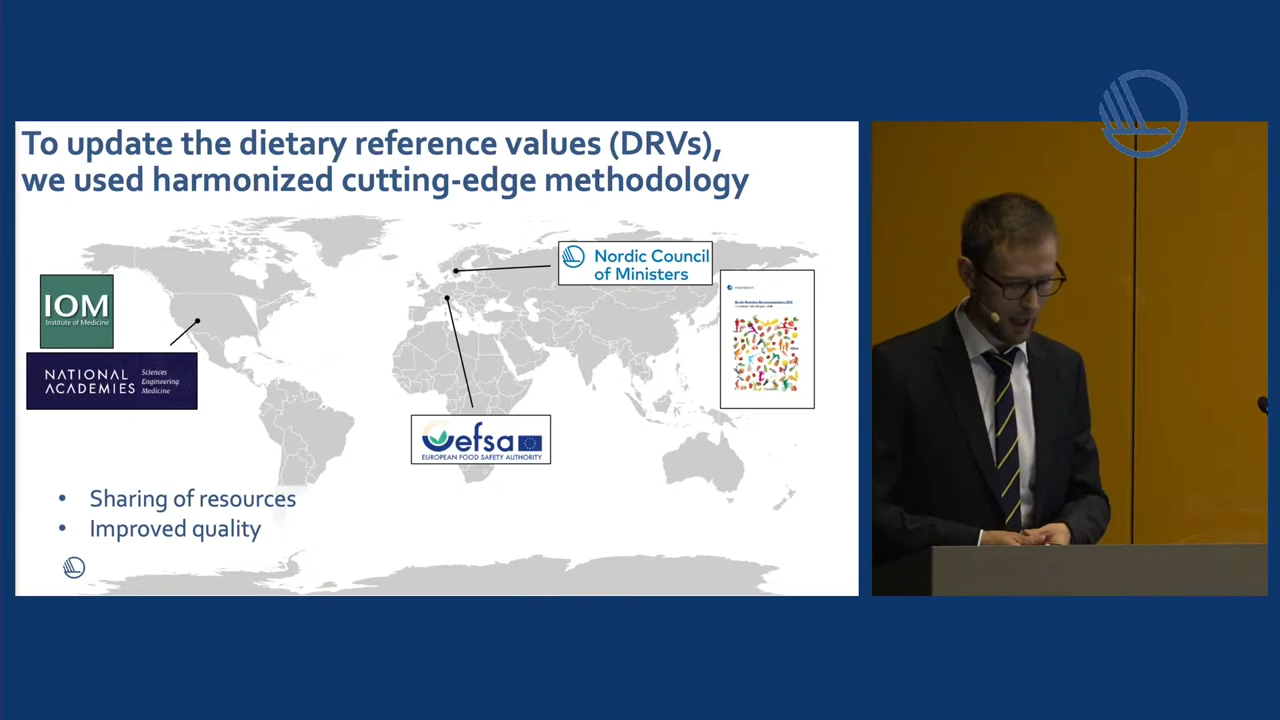 To update the dietary reference values (DRVs),
we used harmonized cutting-edge methodology
Nordic Council
of Ministers
IOM
Institute of Medicine
NATIONAL
ACADEMIES
Sciences
Engineering
Medicine
efsa
EUROPEAN FOOD SAFETY AUTHORITY
• Sharing of resources
• Improved quality